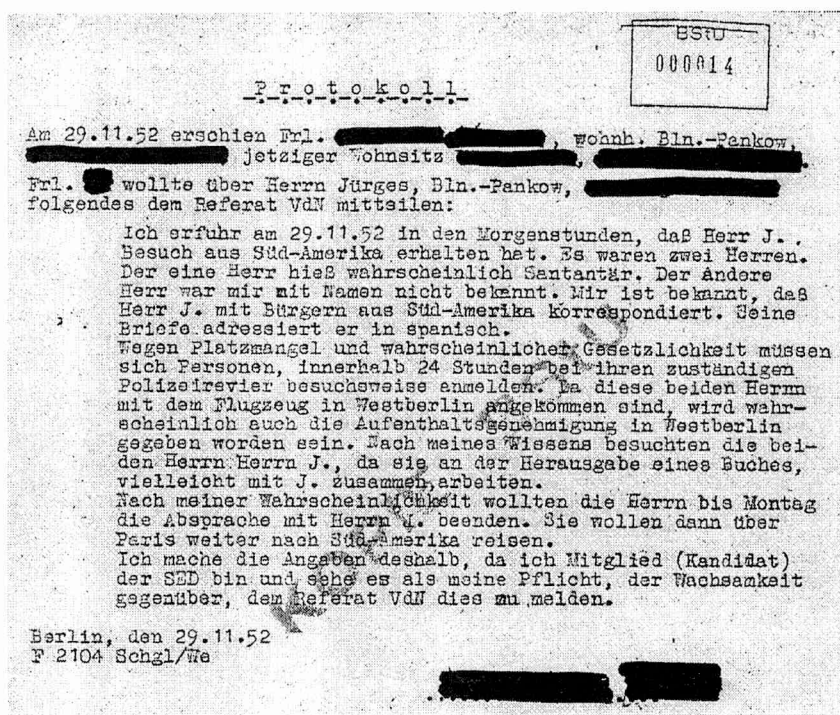 BStU
000014
Protokoll
Am 29.11.52 erschien Frl. , wohnh. Bln.-Pankow,
jetziger Wohnsitz , .
Frl. wollte über Herrn Jürges, Bln.-Pankow,
folgendes dem Referat VdN mitteilen:
Ich erfuhr am 29.11.52 in den Morgenstunden, daß Herr J.
Besuch aus Süd-Amerika erhalten hat. Es waren zwei Herren.
Der eine Herr hieß wahrscheinlich Santantär. Der Andere
Herr war mir mit Namen nicht bekannt. Mir ist bekannt, daß
Herr J. mit Bürgern aus Süd-Amerika korrespondiert. Seine
Briefe adressiert er in spanisch.
Wegen Platzmangel und wahrscheinlicher Gesetzlichkeit müssen
sich Personen, innerhalb 24 Stunden bei ihren zuständigen
Polizeirevier besuchsweise anmelden. Da diese beiden Herrn
mit dem Flugzeug in Westberlin angekommen sind, wird wahr-
scheinlich auch die Aufenthaltsgenehmigung in Westberlin
gegeben worden sein. Nach meines Wissens besuchten die bei-
den Herrn Herrn J., da sie an der Herausgabe eines Buches,
vielleicht mit J. zusammen arbeiten.
Nach meiner Wahrscheinlichkeit wollten die Herrn bis Montag
die Absprache mit Herrn J. beenden. Sie wollen dann über
Paris weiter nach Süd-Amerika reisen.
Ich mache die Angaben deshalb, da ich Mitglied (Kandidat)
der SED bin und sehe es als meine Pflicht, der Wachsamkeit
gegenüber, dem Referat VdN dies zu melden.
Berlin, den 29.11.52
F 2104 Schgl/We